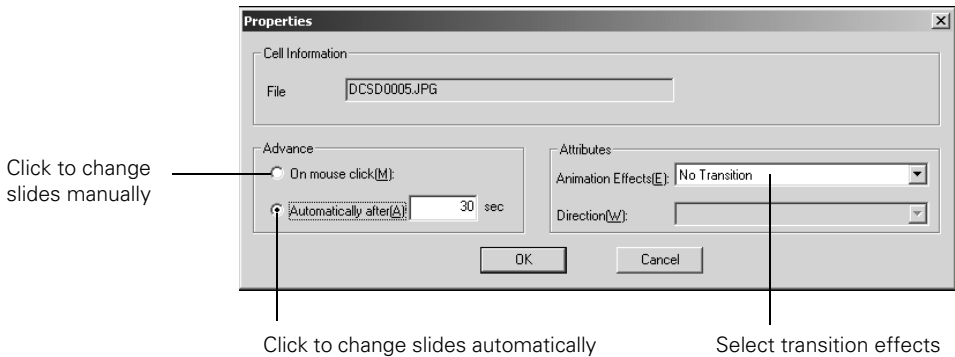 Properties
Cell Information
File DCSD0005.JPG
Advance
On mouse click(M):
Automatically after(A): 30 sec
Attributes
Animation Effects(E): No Transition
Direction(W):
OK Cancel
Click to change
slides manually
Click to change slides automatically
Select transition effects